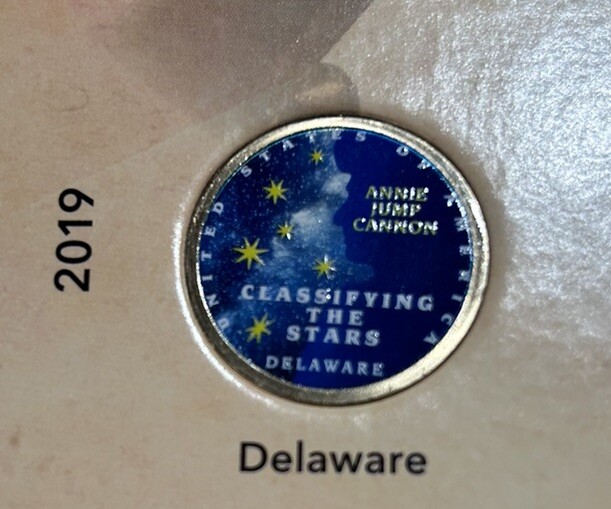 2019
UNITED STATES OF AMERICA
ANNIE
JUMP
CANNON
CLASSIFYING
THE
STARS
DELAWARE
Delaware